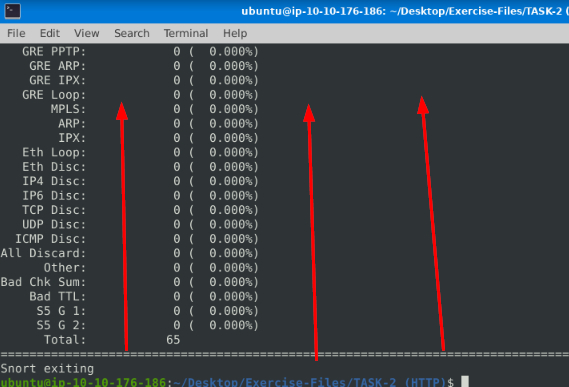 ubuntu@ip-10-10-176-186: ~/Desktop/Exercise-Files/TASK-2 (
File Edit View Search Terminal Help
GRE PPTP: 0 ( 0.000%)
GRE ARP: 0 ( 0.000%)
GRE IPX: 0 ( 0.000%)
GRE Loop: 0 ( 0.000%)
MPLS: 0 ( 0.000%)
ARP: 0 ( 0.000%)
IPX: 0 ( 0.000%)
Eth Loop: 0 ( 0.000%)
Eth Disc: 0 ( 0.000%)
IP4 Disc: 0 ( 0.000%)
IP6 Disc: 0 ( 0.000%)
TCP Disc: 0 ( 0.000%)
UDP Disc: 0 ( 0.000%)
ICMP Disc: 0 ( 0.000%)
All Discard: 0 ( 0.000%)
Other: 0 ( 0.000%)
Bad Chk Sum: 0 ( 0.000%)
Bad TTL: 0 ( 0.000%)
S5 G 1: 0 ( 0.000%)
S5 G 2: 0 ( 0.000%)
Total: 65
===============================================================================
Snort exiting
ubuntu@ip-10-10-176-186:~/Desktop/Exercise-Files/TASK-2 (HTTP)$